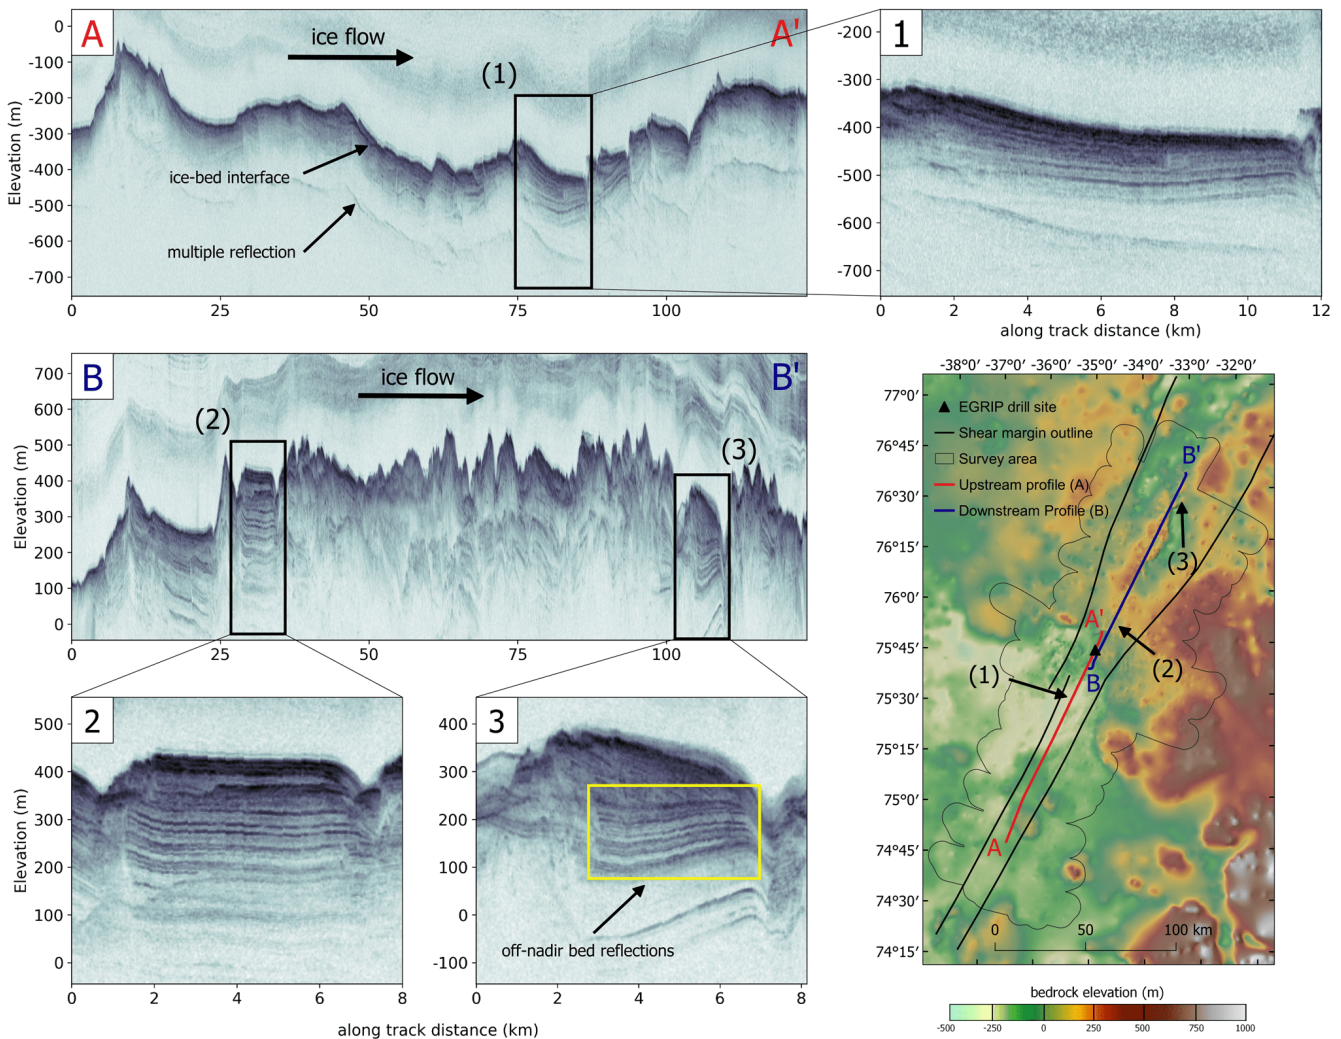 A
A'
ice flow
(1)
ice-bed interface
multiple reflection
Elevation (m)
0
-100
-200
-300
-400
-500
-600
-700
0 25 50 75 100
1
-200
-300
-400
-500
-600
-700
0 2 4 6 8 10 12
along track distance (km)
B
B'
ice flow
(2)
(3)
Elevation (m)
700
600
500
400
300
200
100
0
0 25 50 75 100
2
Elevation (m)
500
400
300
200
100
0
0 2 4 6 8
3
400
300
200
100
0
-100
off-nadir bed reflections
0 2 4 6 8
along track distance (km)
-38°0' -37°0' -36°0' -35°0' -34°0' -33°0' -32°0'
77°0'
76°45'
76°30'
76°15'
76°0'
75°45'
75°30'
75°15'
75°0'
74°45'
74°30'
74°15'
EGRIP drill site
Shear margin outline
Survey area
Upstream profile (A)
Downstream Profile (B)
B'
(3)
A'
(2)
(1)
B
A
0 50 100 km
bedrock elevation (m)
-500 -250 0 250 500 750 1000